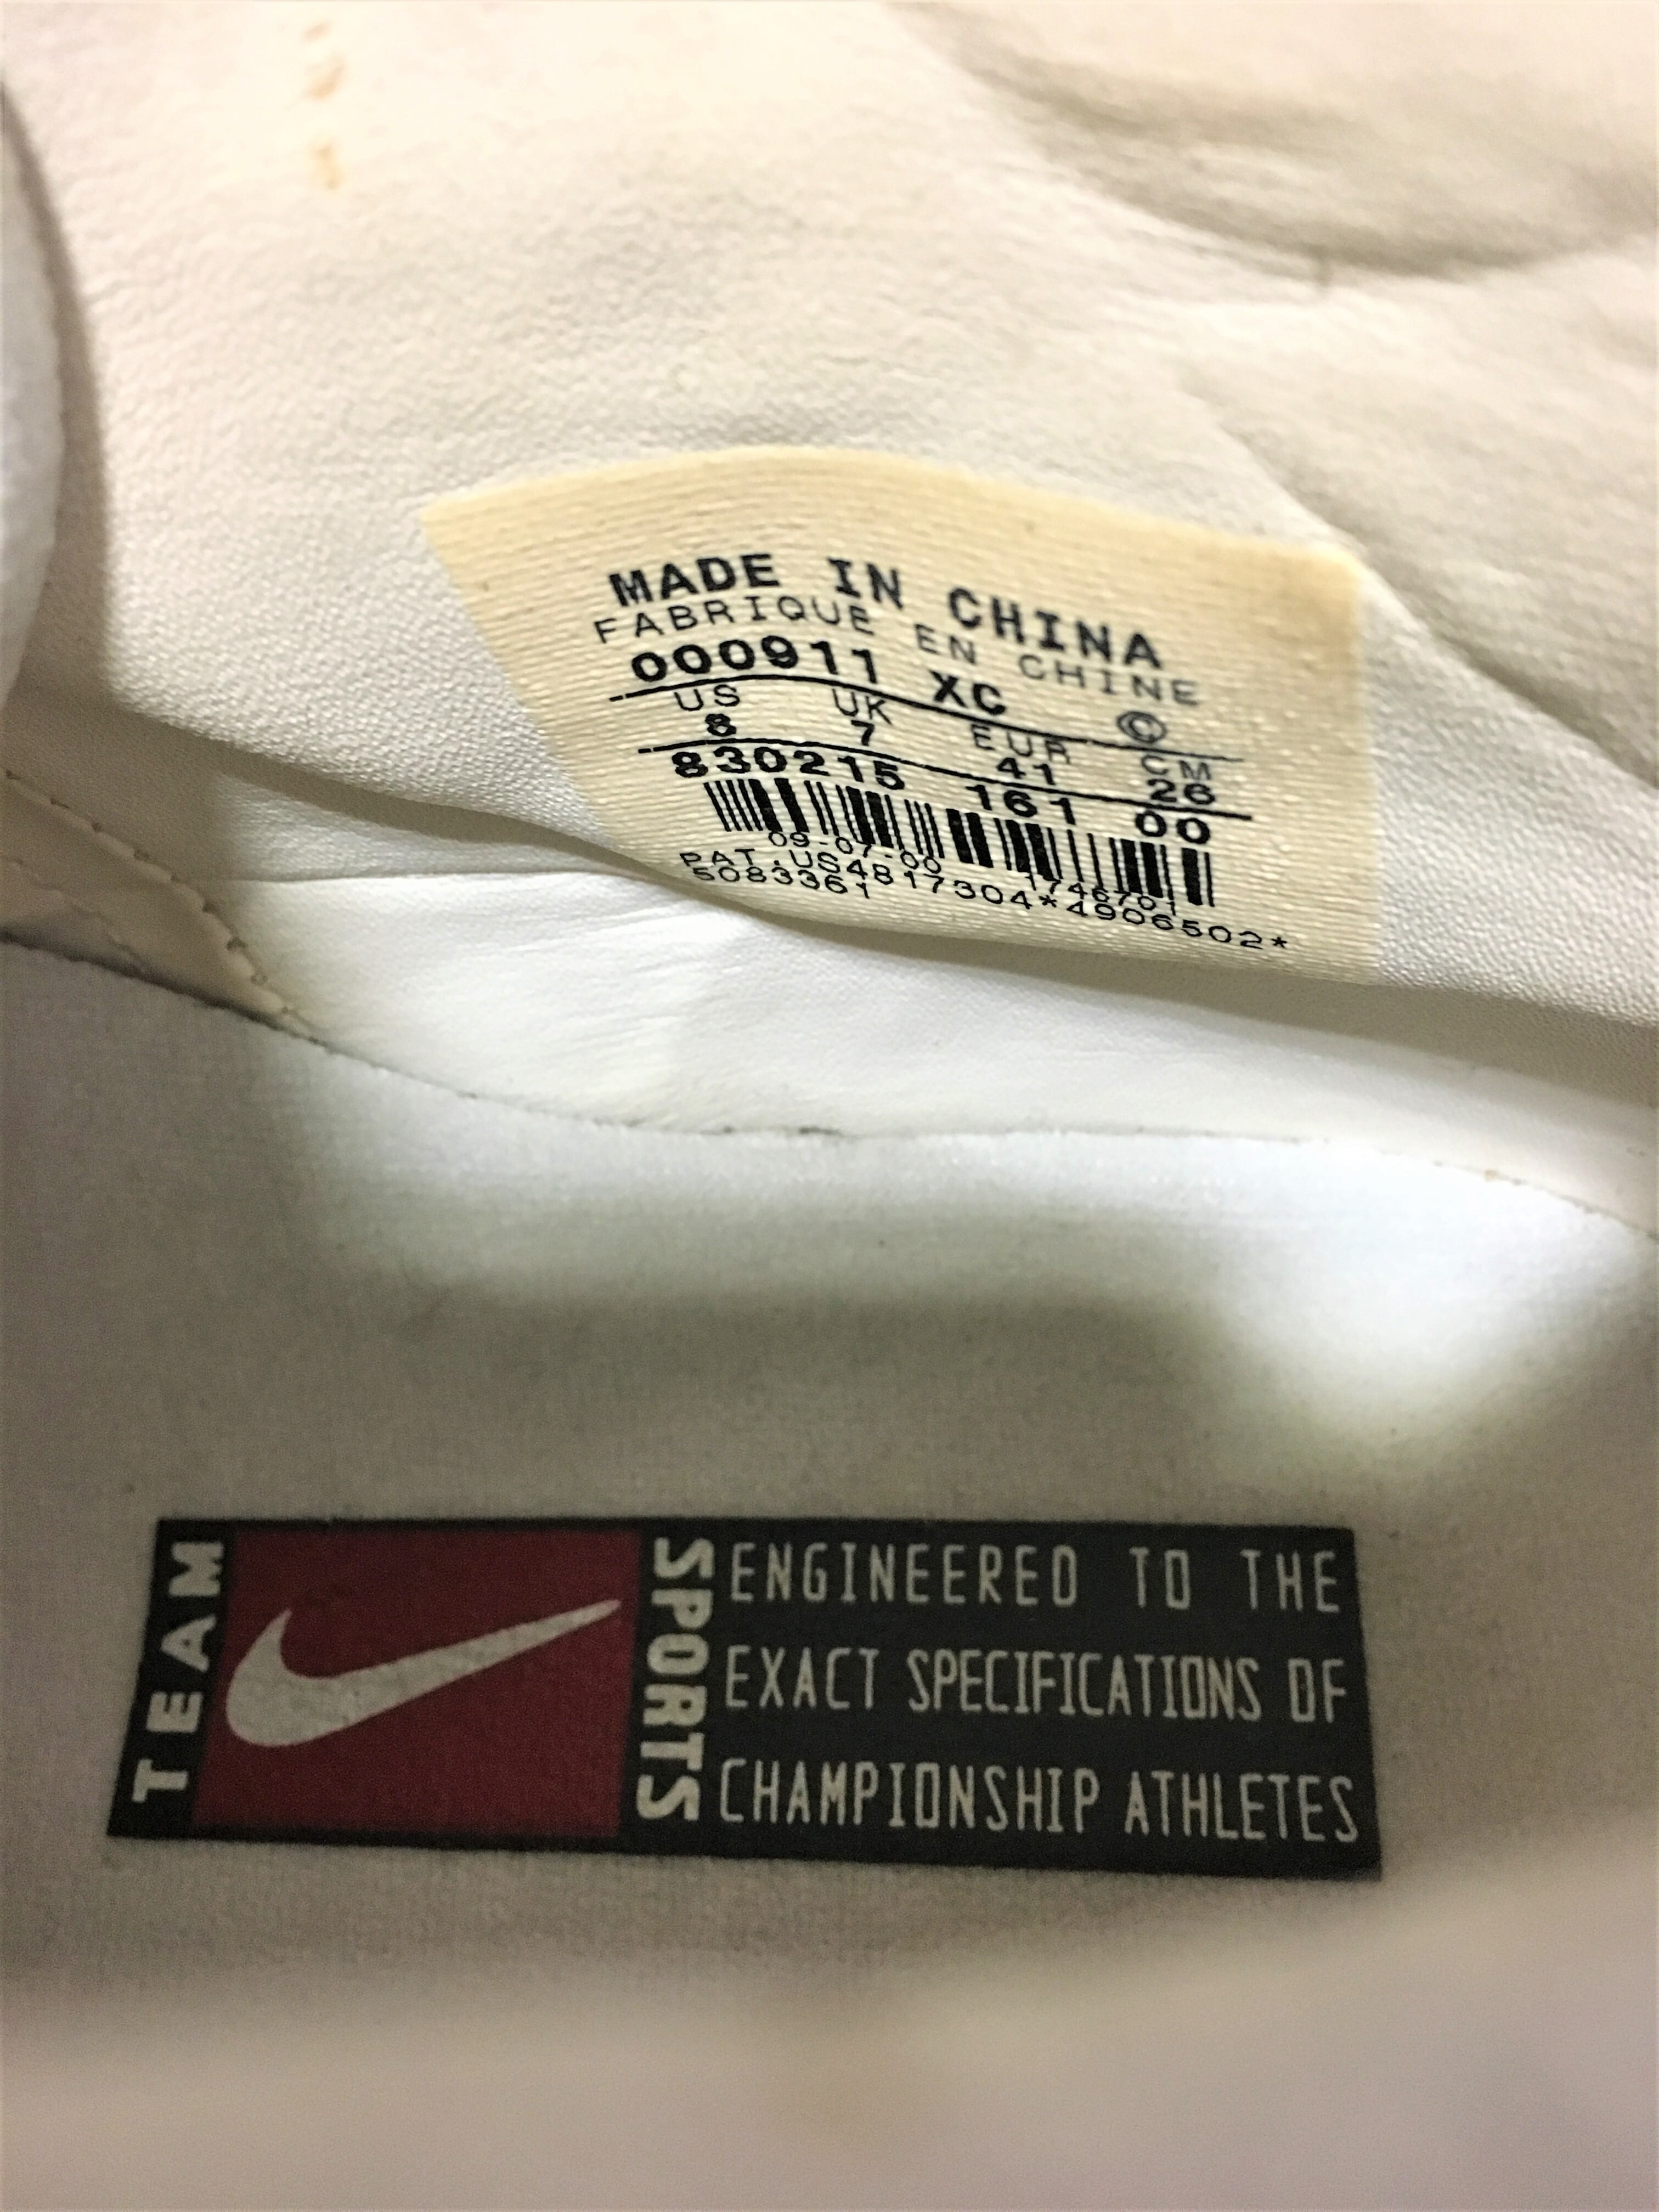 MADE IN CHINA
FABRIQUE EN CHINE
000911 XC ©
US UK EUR CM
8 7 41 26
830215 161 00
09-07-00 1746701
PAT.US4817304*4906502*
5083361
TEAM
SPORTS
ENGINEERED TO THE
EXACT SPECIFICATIONS OF
CHAMPIONSHIP ATHLETES